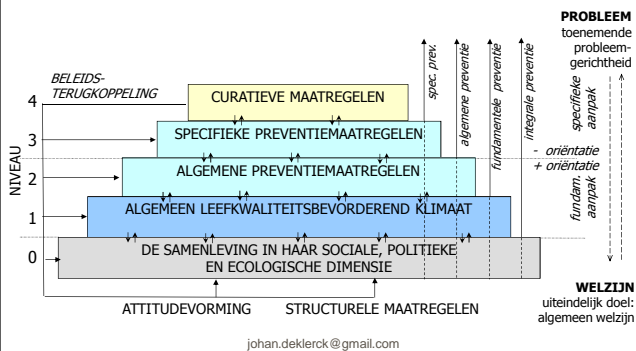 PROBLEEM
toenemende
probleem-
gerichtheid
BELEIDS-
TERUGKOPPELING
NIVEAU
4
3
2
1
0
CURATIEVE MAATREGELEN
SPECIFIEKE PREVENTIEMAATREGELEN
ALGEMENE PREVENTIEMAATREGELEN
ALGEMEEN LEEFKWALITEITSBEVORDEREND KLIMAAT
DE SAMENLEVING IN HAAR SOCIALE, POLITIEKE
EN ECOLOGISCHE DIMENSIE
spec. prev.
algemene preventie
fundamentele preventie
integrale preventie
specifieke
aanpak
- oriëntatie
+ oriëntatie
fundam.
aanpak
WELZIJN
uiteindelijk doel:
algemeen welzijn
ATTITUDEVORMING STRUCTURELE MAATREGELEN
johan.deklerck@gmail.com